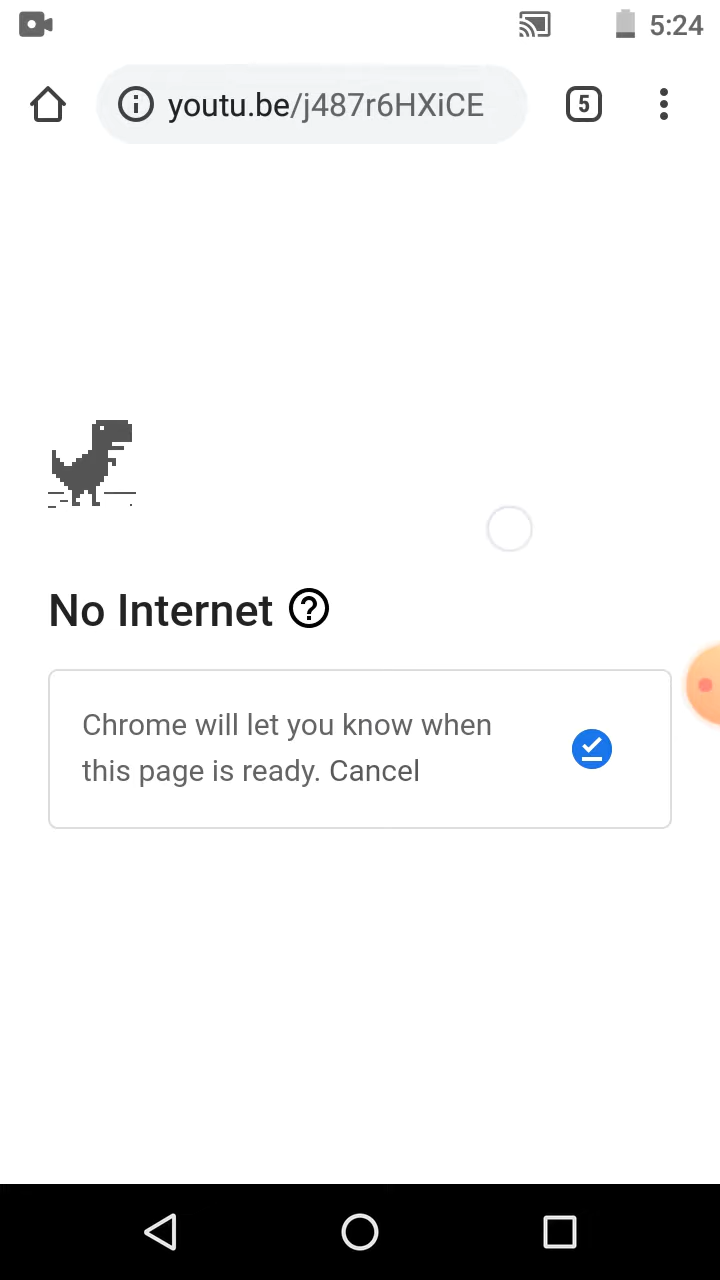 5:24
youtu.be/j487r6HXiCE
5
No Internet
Chrome will let you know when
this page is ready. Cancel